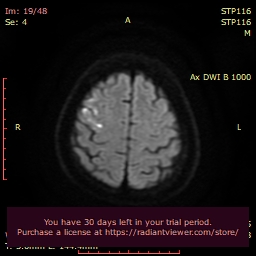 Im: 19/48
Se: 4
STP116
STP116
M
A
Ax DWI B 1000
R
L
You have 30 days left in your trial period.
Purchase a license at https://radiantviewer.com/store/